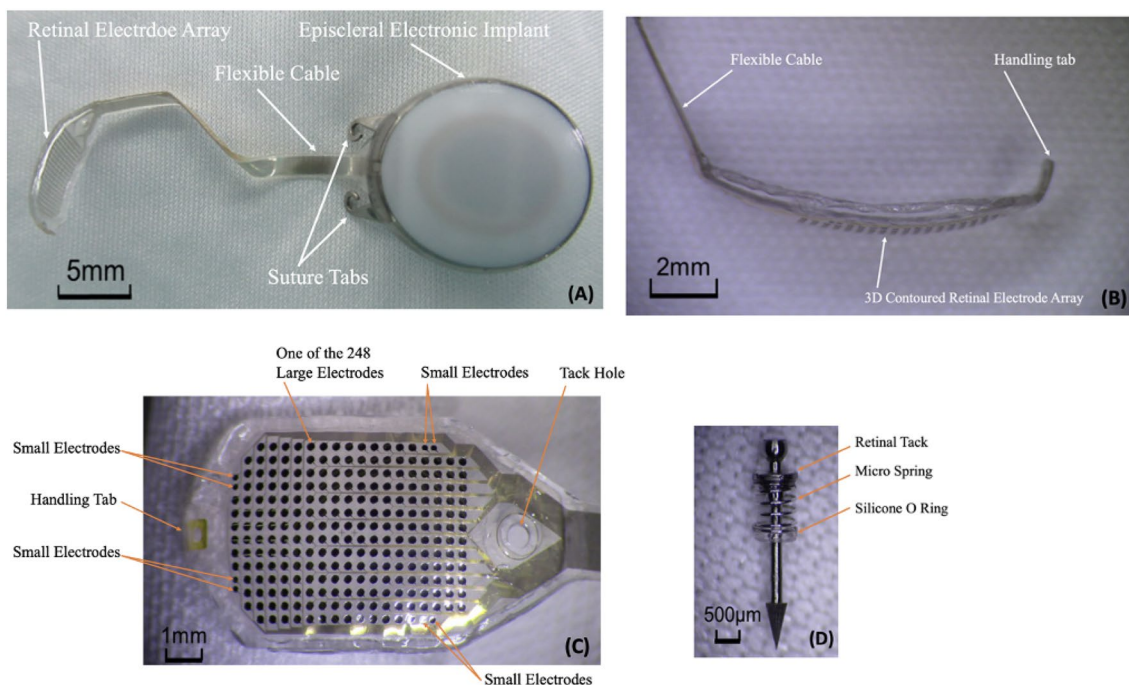 Retinal Electrdoe Array
Episcleral Electronic Implant
Flexible Cable
Suture Tabs
5mm
(A)
Flexible Cable
Handling tab
2mm
3D Contoured Retinal Electrode Array
(B)
One of the 248
Large Electrodes
Small Electrodes
Tack Hole
Small Electrodes
Handling Tab
Small Electrodes
1mm
(C)
Small Electrodes
Retinal Tack
Micro Spring
Silicone O Ring
500µm
(D)